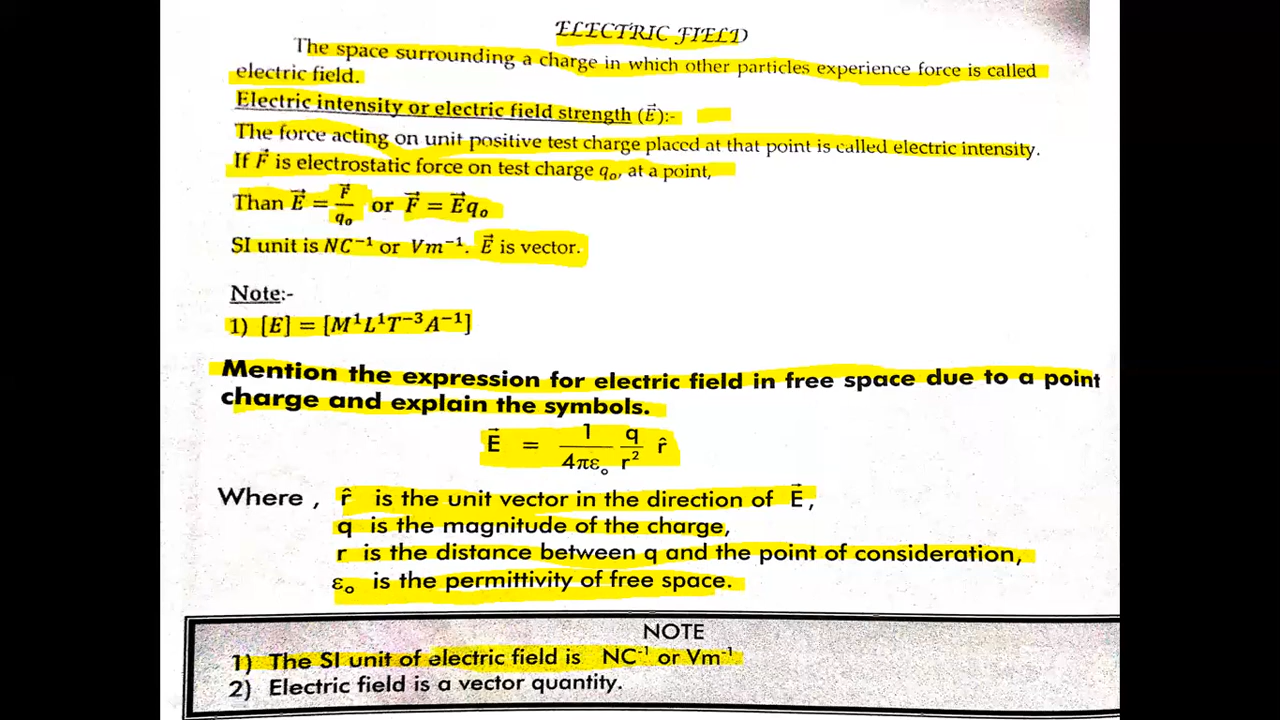 ELECTRIC FIELD
The space surrounding a charge in which other particles experience force is called
electric field.
Electric intensity or electric field strength (E⃗):-
The force acting on unit positive test charge placed at that point is called electric intensity.
If F⃗ is electrostatic force on test charge qₒ, at a point,
Than E⃗ = F⃗/qₒ or F⃗ = E⃗qₒ
SI unit is NC⁻¹ or Vm⁻¹. E⃗ is vector.
Note:-
1) [E] = [M¹L¹T⁻³A⁻¹]
Mention the expression for electric field in free space due to a point
charge and explain the symbols.
E⃗ = 1/4πεₒ q/r² r̂
Where , r̂ is the unit vector in the direction of E⃗,
q is the magnitude of the charge,
r is the distance between q and the point of consideration,
εₒ is the permittivity of free space.
NOTE
1) The SI unit of electric field is NC⁻¹ or Vm⁻¹
2) Electric field is a vector quantity.